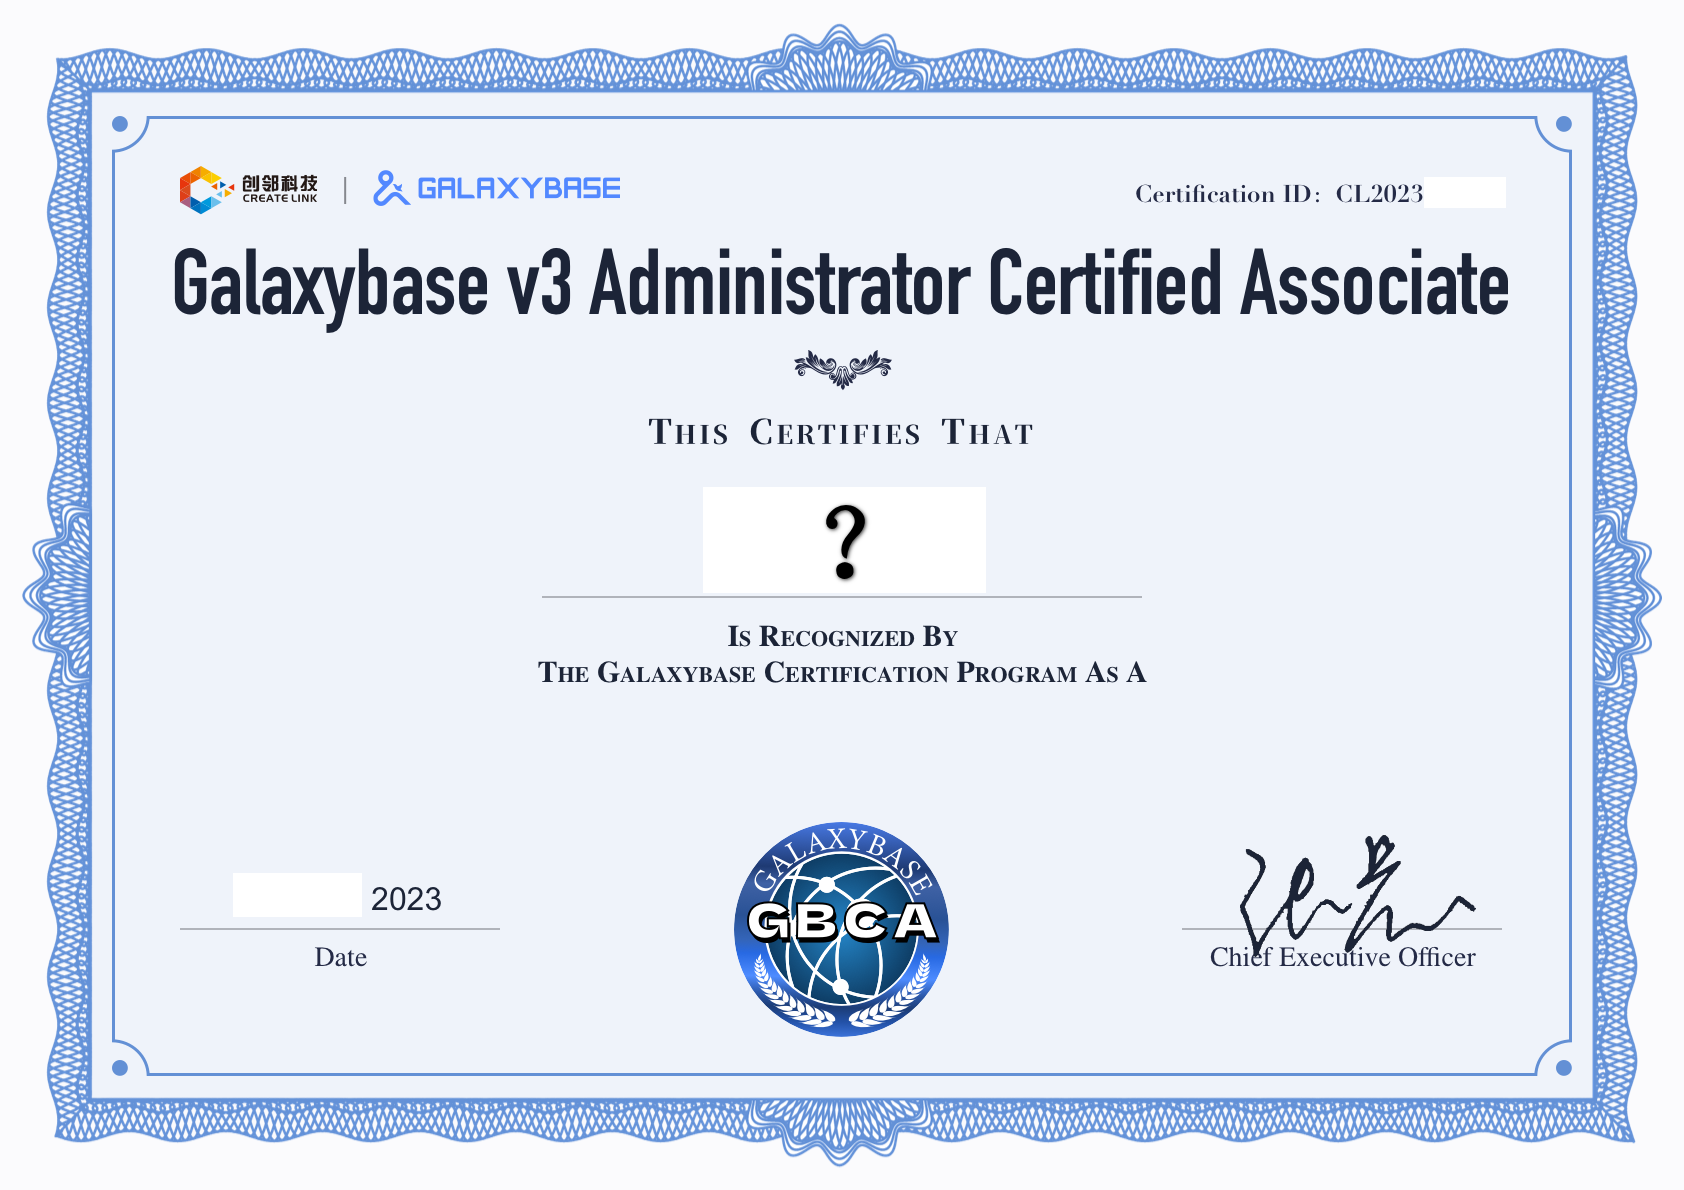 创邻科技
CREATE LINK
GALAXYBASE
Certification ID：CL2023
Galaxybase v3 Administrator Certified Associate
THIS CERTIFIES THAT
?
IS RECOGNIZED BY
THE GALAXYBASE CERTIFICATION PROGRAM AS A
2023
Date
GALAXYBASE
GBCA
Chief Executive Officer